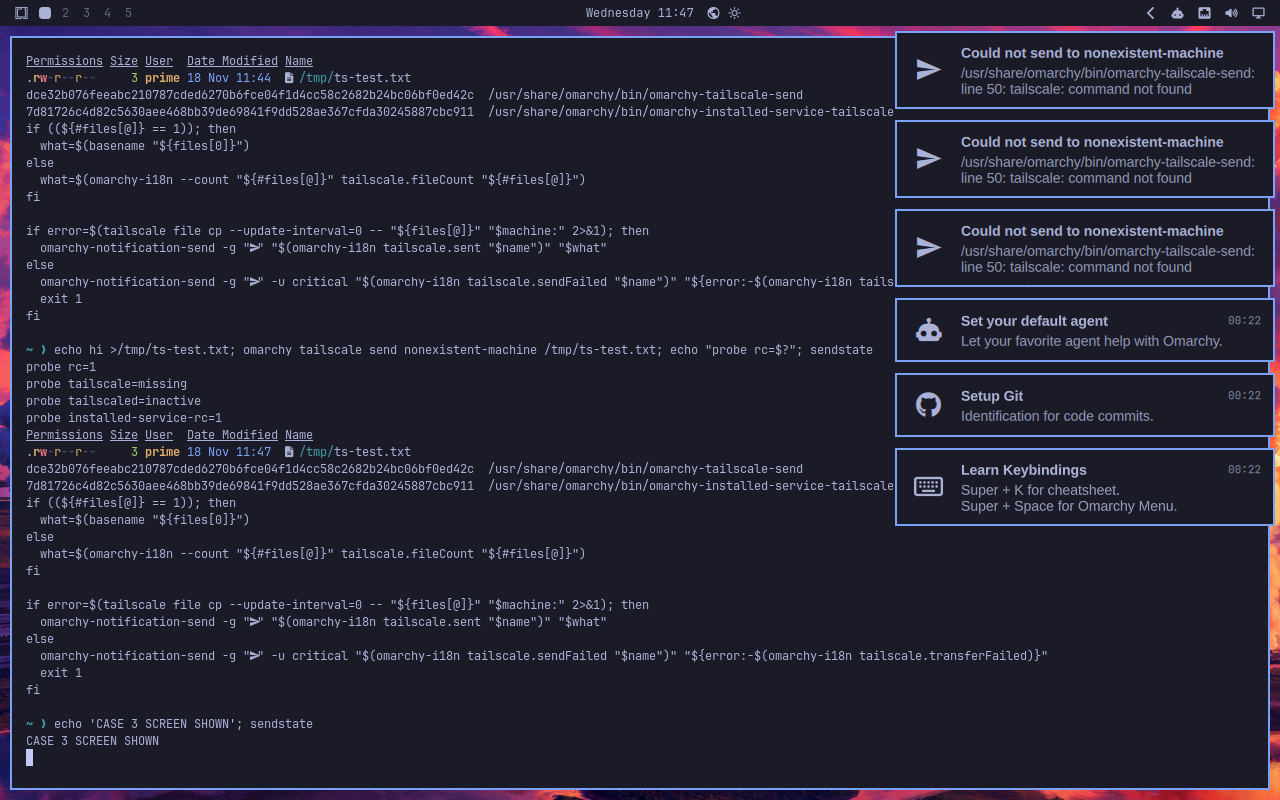 2 3 4 5
Wednesday 11:47
Permissions Size User Date Modified Name
.rw-r--r-- 3 prime 18 Nov 11:44 /tmp/ts-test.txt
dce32b076feeabc210787cded6270b6fce04f1d4cc58c2682b24bc06bf0ed42c /usr/share/omarchy/bin/omarchy-tailscale-send
7d81726c4d82c5630aee468bb39de69841f9dd528ae367cfda30245887cbc911 /usr/share/omarchy/bin/omarchy-installed-service-tailscale
if ((${#files[@]} == 1)); then
  what=$(basename "${files[0]}")
else
  what=$(omarchy-i18n --count "${#files[@]}" tailscale.fileCount "${#files[@]}")
fi
if error=$(tailscale file cp --update-interval=0 -- "${files[@]}" "$machine:" 2>&1); then
  omarchy-notification-send -g "➤" "$(omarchy-i18n tailscale.sent "$name")" "$what"
else
  omarchy-notification-send -g "➤" -u critical "$(omarchy-i18n tailscale.sendFailed "$name")" "${error:-$(omarchy-i18n tails
  exit 1
fi
~ ❯ echo hi >/tmp/ts-test.txt; omarchy tailscale send nonexistent-machine /tmp/ts-test.txt; echo "probe rc=$?"; sendstate
probe rc=1
probe tailscale=missing
probe tailscaled=inactive
probe installed-service-rc=1
Permissions Size User Date Modified Name
.rw-r--r-- 3 prime 18 Nov 11:47 /tmp/ts-test.txt
dce32b076feeabc210787cded6270b6fce04f1d4cc58c2682b24bc06bf0ed42c /usr/share/omarchy/bin/omarchy-tailscale-send
7d81726c4d82c5630aee468bb39de69841f9dd528ae367cfda30245887cbc911 /usr/share/omarchy/bin/omarchy-installed-service-tailscale
if ((${#files[@]} == 1)); then
  what=$(basename "${files[0]}")
else
  what=$(omarchy-i18n --count "${#files[@]}" tailscale.fileCount "${#files[@]}")
fi
if error=$(tailscale file cp --update-interval=0 -- "${files[@]}" "$machine:" 2>&1); then
  omarchy-notification-send -g "➤" "$(omarchy-i18n tailscale.sent "$name")" "$what"
else
  omarchy-notification-send -g "➤" -u critical "$(omarchy-i18n tailscale.sendFailed "$name")" "${error:-$(omarchy-i18n tailscale.transferFailed)}"
  exit 1
fi
~ ❯ echo 'CASE 3 SCREEN SHOWN'; sendstate
CASE 3 SCREEN SHOWN
Could not send to nonexistent-machine
/usr/share/omarchy/bin/omarchy-tailscale-send:
line 50: tailscale: command not found
Could not send to nonexistent-machine
/usr/share/omarchy/bin/omarchy-tailscale-send:
line 50: tailscale: command not found
Could not send to nonexistent-machine
/usr/share/omarchy/bin/omarchy-tailscale-send:
line 50: tailscale: command not found
Set your default agent 00:22
Let your favorite agent help with Omarchy.
Setup Git 00:22
Identification for code commits.
Learn Keybindings 00:22
Super + K for cheatsheet.
Super + Space for Omarchy Menu.